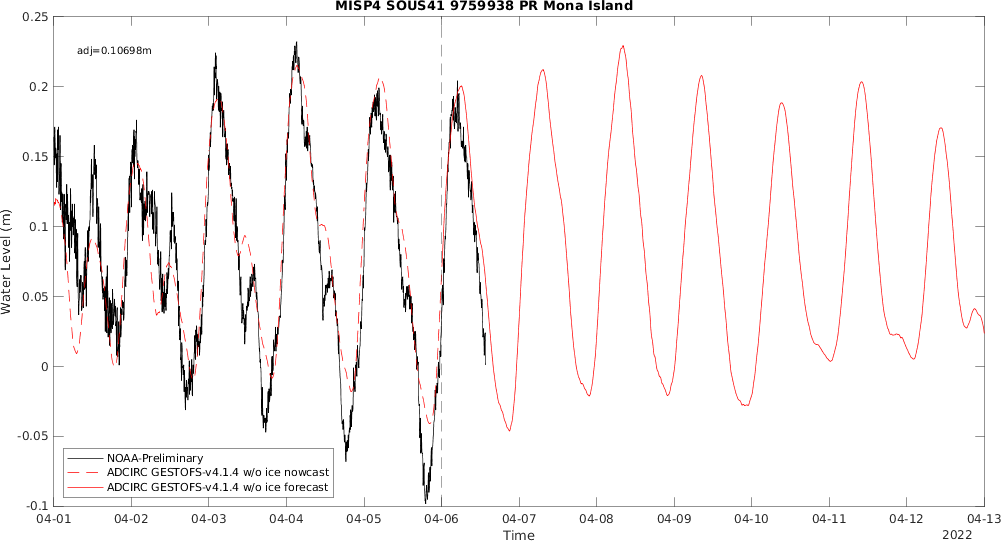 MISP4 SOUS41 9759938 PR Mona Island
adj=0.10698m
0.25
0.2
0.15
0.1
0.05
0
-0.05
-0.1
Water Level (m)
NOAA-Preliminary
ADCIRC GESTOFS-v4.1.4 w/o ice nowcast
ADCIRC GESTOFS-v4.1.4 w/o ice forecast
04-01 04-02 04-03 04-04 04-05 04-06 04-07 04-08 04-09 04-10 04-11 04-12 04-13
Time
2022